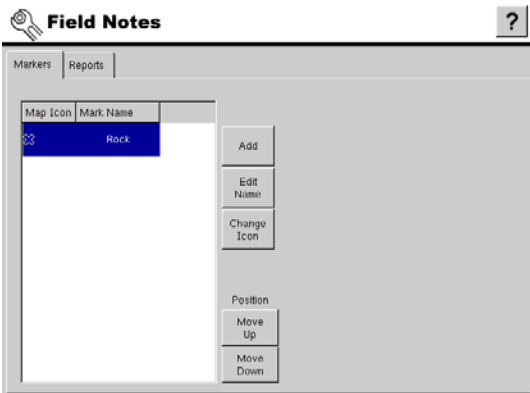 Field Notes ?
Markers Reports
Map Icon Mark Name
Rock
Add
Edit
Name
Change
Icon
Position
Move
Up
Move
Down